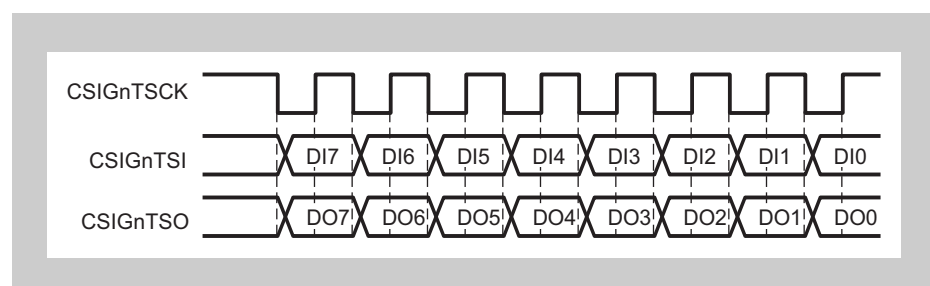 CSIGnTSCK
CSIGnTSI DI7 DI6 DI5 DI4 DI3 DI2 DI1 DI0
CSIGnTSO DO7 DO6 DO5 DO4 DO3 DO2 DO1 DO0